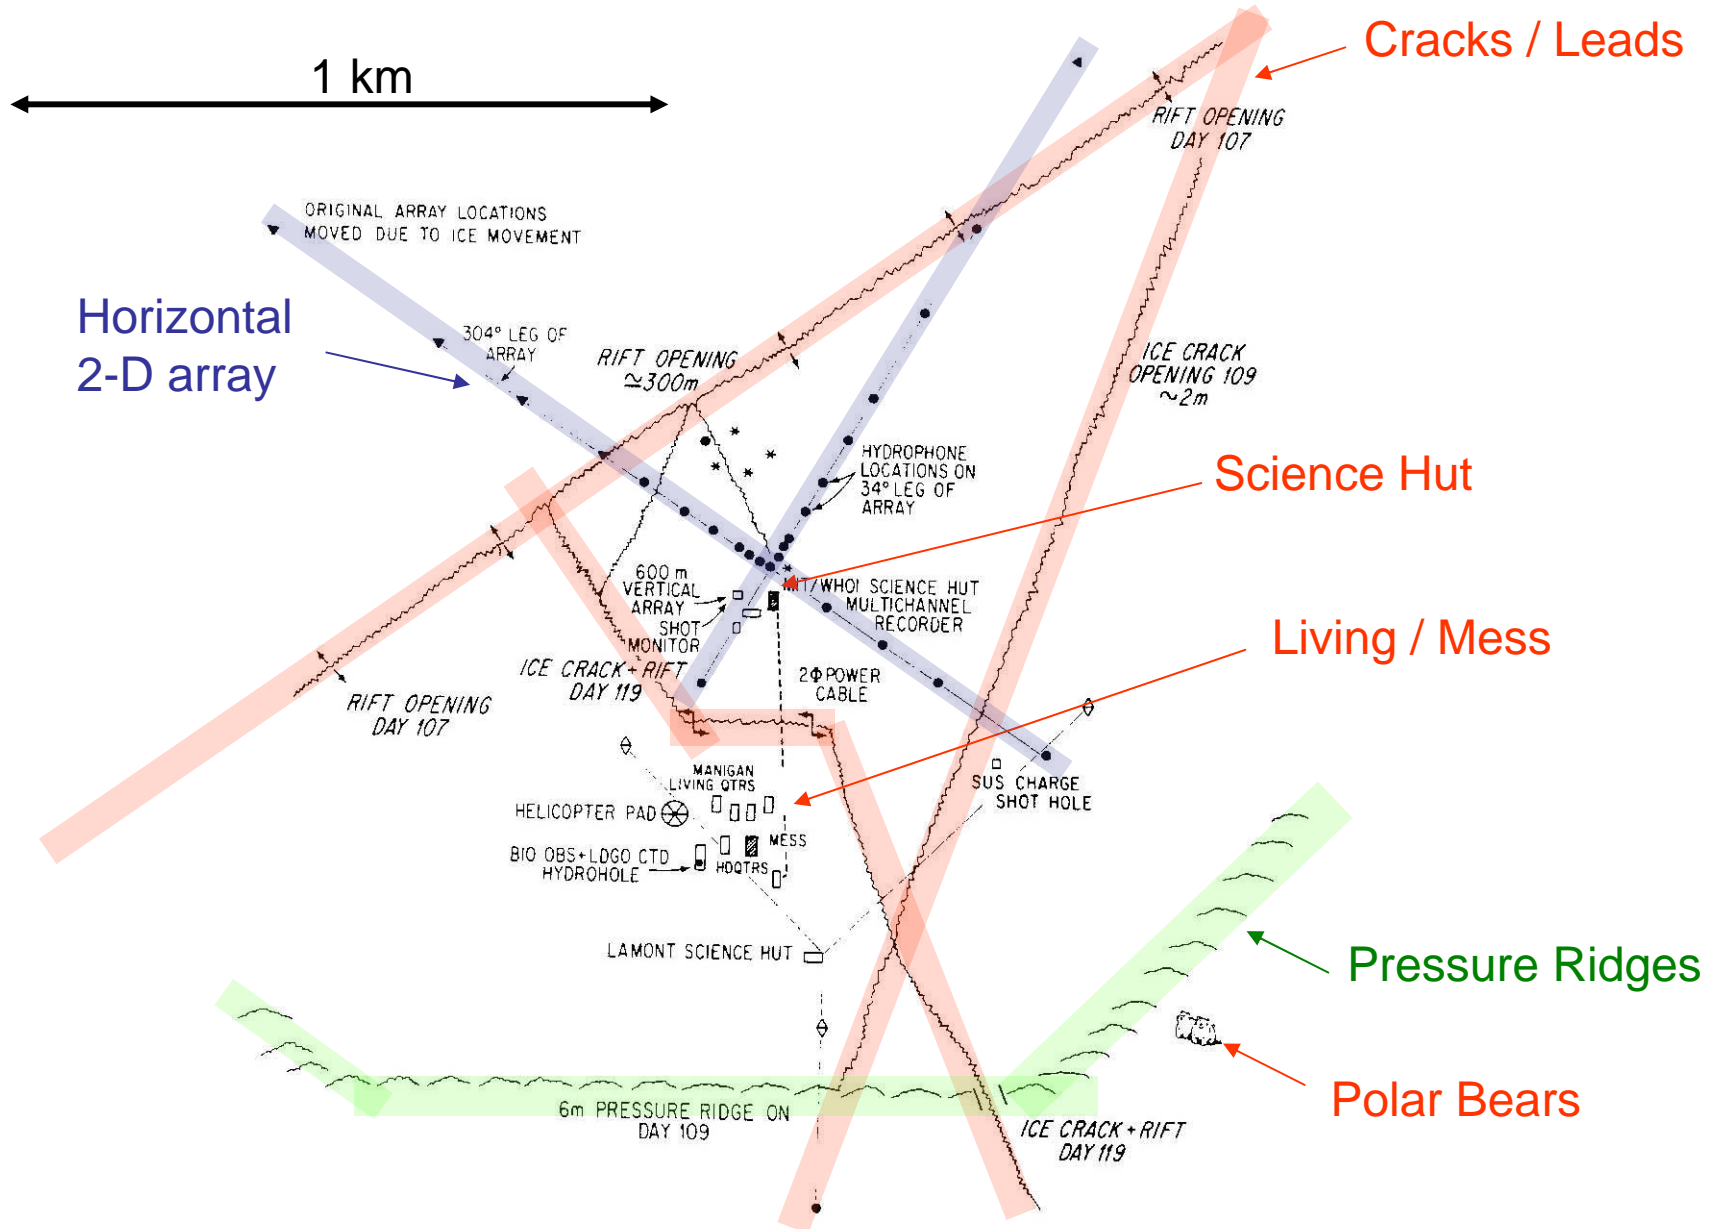 Cracks / Leads
1 km
RIFT OPENING
DAY 107
ORIGINAL ARRAY LOCATIONS
MOVED DUE TO ICE MOVEMENT
Horizontal
2-D array
304° LEG OF
ARRAY
RIFT OPENING
≃300m
ICE CRACK
OPENING 109
~2m
HYDROPHONE
LOCATIONS ON
34° LEG OF
ARRAY
Science Hut
600 m
VERTICAL
ARRAY
SHOT
MONITOR
MIT/WHOI SCIENCE HUT
MULTICHANNEL
RECORDER
Living / Mess
ICE CRACK + RIFT
DAY 119
2Φ POWER
CABLE
RIFT OPENING
DAY 107
MANIGAN
LIVING QTRS
SUS CHARGE
SHOT HOLE
HELICOPTER PAD
MESS
BIO OBS+LDGO CTD
HYDROHOLE
HDQTRS
LAMONT SCIENCE HUT
Pressure Ridges
Polar Bears
6m PRESSURE RIDGE ON
DAY 109
ICE CRACK + RIFT
DAY 119